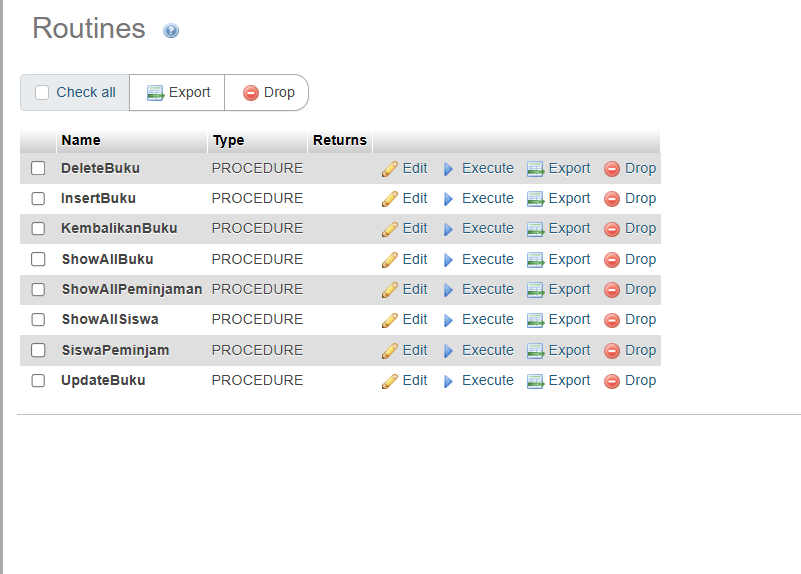 Routines
Check all Export Drop
Name Type Returns
DeleteBuku PROCEDURE Edit Execute Export Drop
InsertBuku PROCEDURE Edit Execute Export Drop
KembalikanBuku PROCEDURE Edit Execute Export Drop
ShowAllBuku PROCEDURE Edit Execute Export Drop
ShowAllPeminjaman PROCEDURE Edit Execute Export Drop
ShowAllSiswa PROCEDURE Edit Execute Export Drop
SiswaPeminjam PROCEDURE Edit Execute Export Drop
UpdateBuku PROCEDURE Edit Execute Export Drop